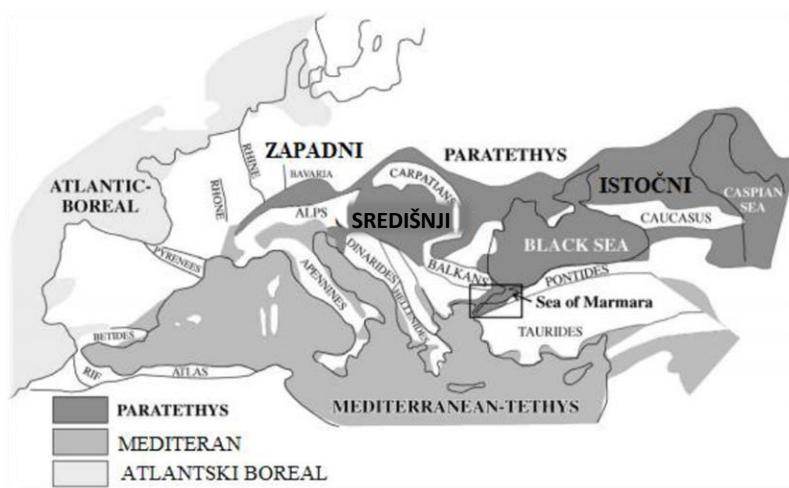 ZAPADNI
PARATETHYS
RHINE
BAVARIA
CARPATIANS
ISTOČNI
ATLANTIC-
BOREAL
RHONE
ALPS
SREDIŠNJI
CASPIAN
SEA
CAUCASUS
BLACK SEA
PYRENEES
DINARIDES
BALKANS
PONTIDES
APENNINES
HELLENIDES
Sea of Marmara
BETIDES
TAURIDES
RIF
ATLAS
MEDITERRANEAN-TETHYS
PARATETHYS
MEDITERAN
ATLANTSKI BOREAL